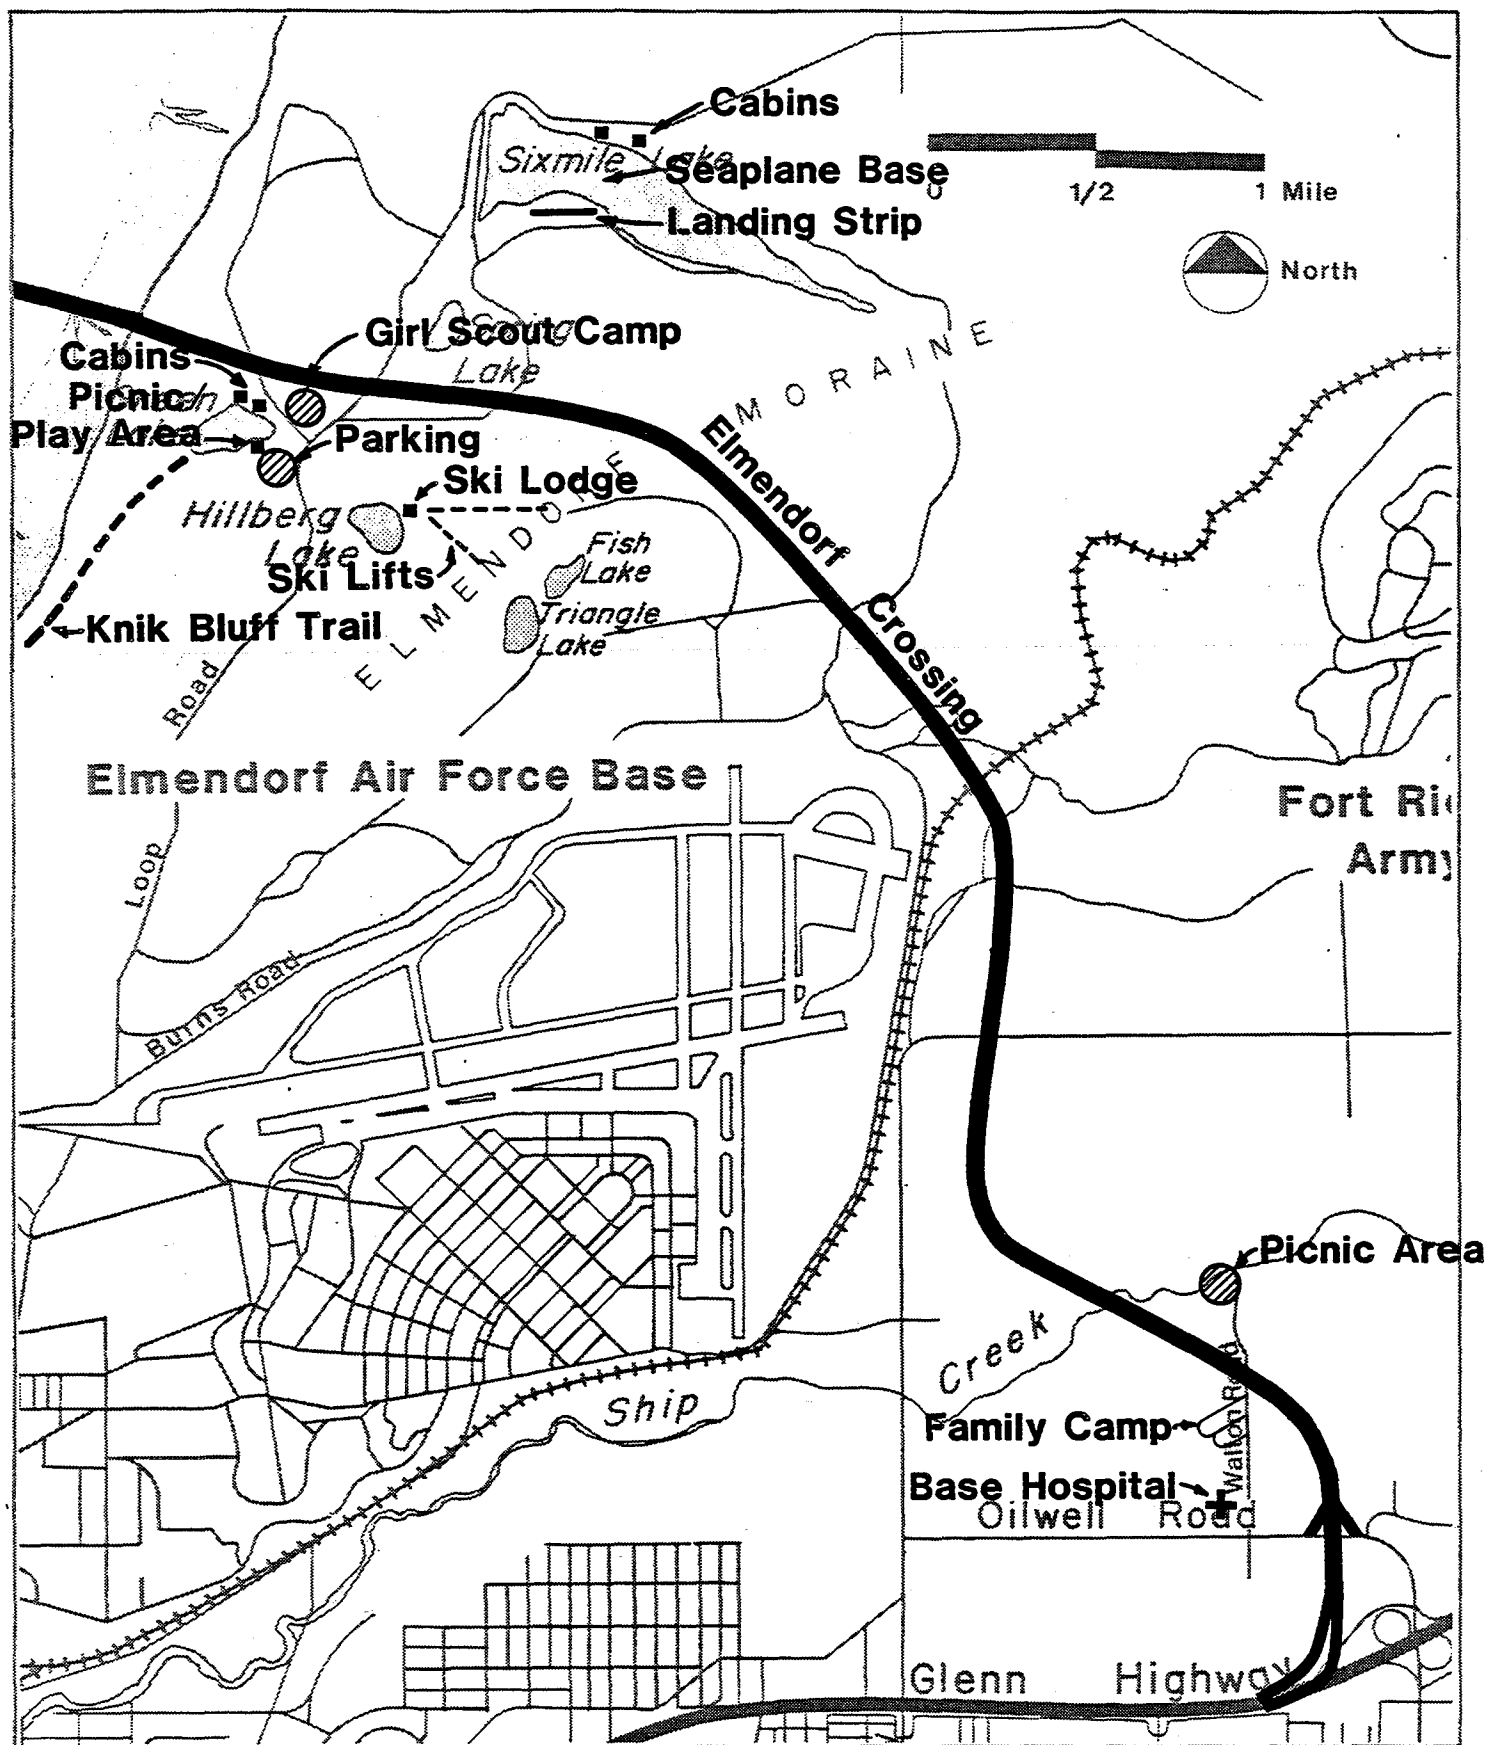 Cabins
Sixmile Lake
Seaplane Base
0 1/2 1 Mile
Landing Strip
North
Girl Scout Camp
Lake
Cabins
Picnic
Play Area
Parking
MORAINE
Elmendorf Crossing
Ski Lodge
Hillberg
Lake
Fish
Lake
Ski Lifts
Triangle
Lake
Knik Bluff Trail
ELMENDORF
Road
Elmendorf Air Force Base
Fort Ri
Army
Loop
Burns Road
Picnic Area
Creek
Ship
Walton Road
Family Camp
Base Hospital
Oilwell Road
Glenn Highway